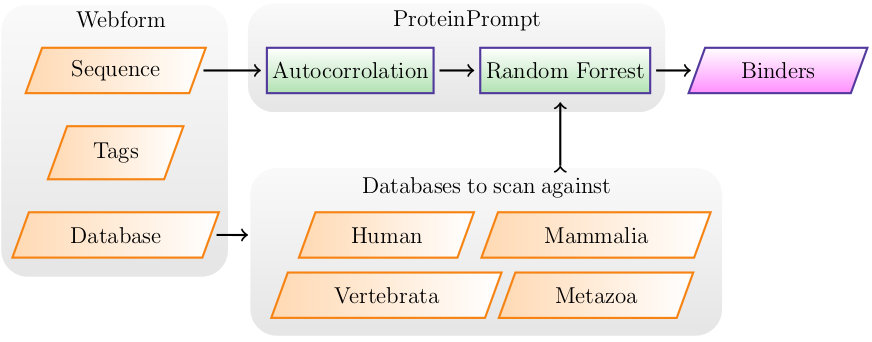 Webform
Sequence
Tags
Database
ProteinPrompt
Autocorrolation
Random Forrest
Binders
Databases to scan against
Human
Mammalia
Vertebrata
Metazoa